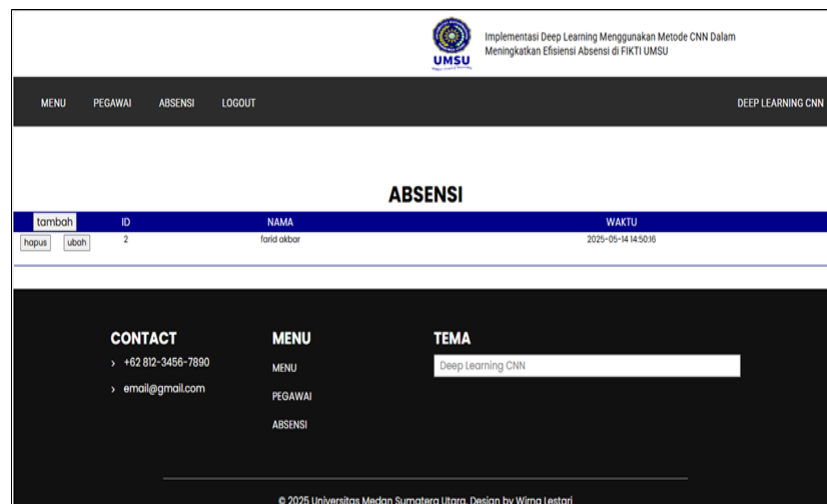 Implementasi Deep Learning Menggunakan Metode CNN Dalam
Meningkatkan Efisiensi Absensi di FIKTI UMSU
UMSU
MENU PEGAWAI ABSENSI LOGOUT DEEP LEARNING CNN
ABSENSI
tambah ID NAMA WAKTU
hapus ubah 2 farid akbar 2025-05-14 14:50:16
CONTACT MENU TEMA
› +62 812-3456-7890 MENU Deep Learning CNN
› email@gmail.com PEGAWAI
ABSENSI
© 2025 Universitas Medan Sumatera Utara. Design by Wirna Lestari